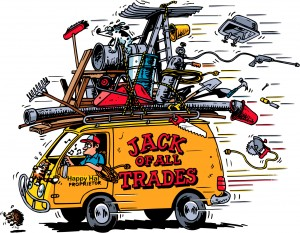 JACK
OF ALL
TRADES
Happy Hal
PROPRIETOR